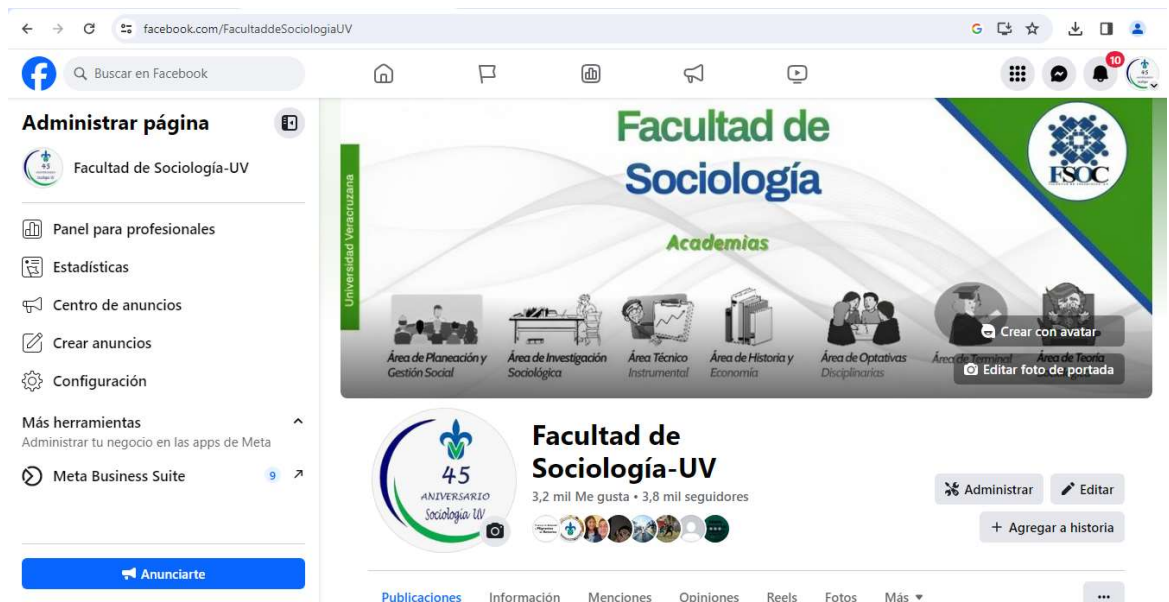 facebook.com/FacultaddeSociologiaUV
Buscar en Facebook
10
Administrar página
Facultad de Sociología-UV
Panel para profesionales
Estadísticas
Centro de anuncios
Crear anuncios
Configuración
Más herramientas
Administrar tu negocio en las apps de Meta
Meta Business Suite
9
Anunciarte
Universidad Veracruzana
Facultad de
Sociología
Academias
FSOC
Área de Planeación y
Gestión Social
Área de Investigación
Sociológica
Área Técnico
Instrumental
Área de Historia y
Economía
Área de Optativas
Disciplinarias
Área de Terminal
Área de Teoría
Crear con avatar
Editar foto de portada
45
ANIVERSARIO
Sociología UV
Facultad de
Sociología-UV
3,2 mil Me gusta • 3,8 mil seguidores
Administrar
Editar
+ Agregar a historia
Publicaciones
Información
Menciones
Opiniones
Reels
Fotos
Más